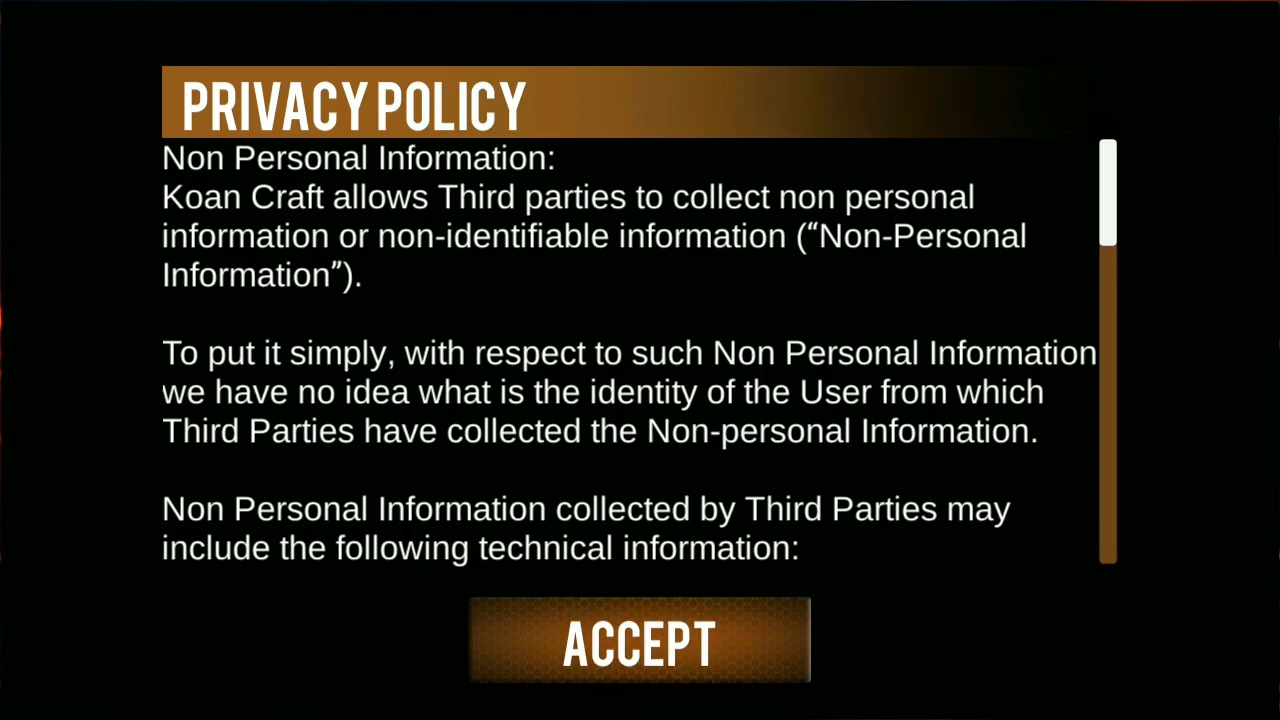 PRIVACY POLICY
Non Personal Information:
Koan Craft allows Third parties to collect non personal
information or non-identifiable information (“Non-Personal
Information”).
To put it simply, with respect to such Non Personal Information
we have no idea what is the identity of the User from which
Third Parties have collected the Non-personal Information.
Non Personal Information collected by Third Parties may
include the following technical information:
ACCEPT